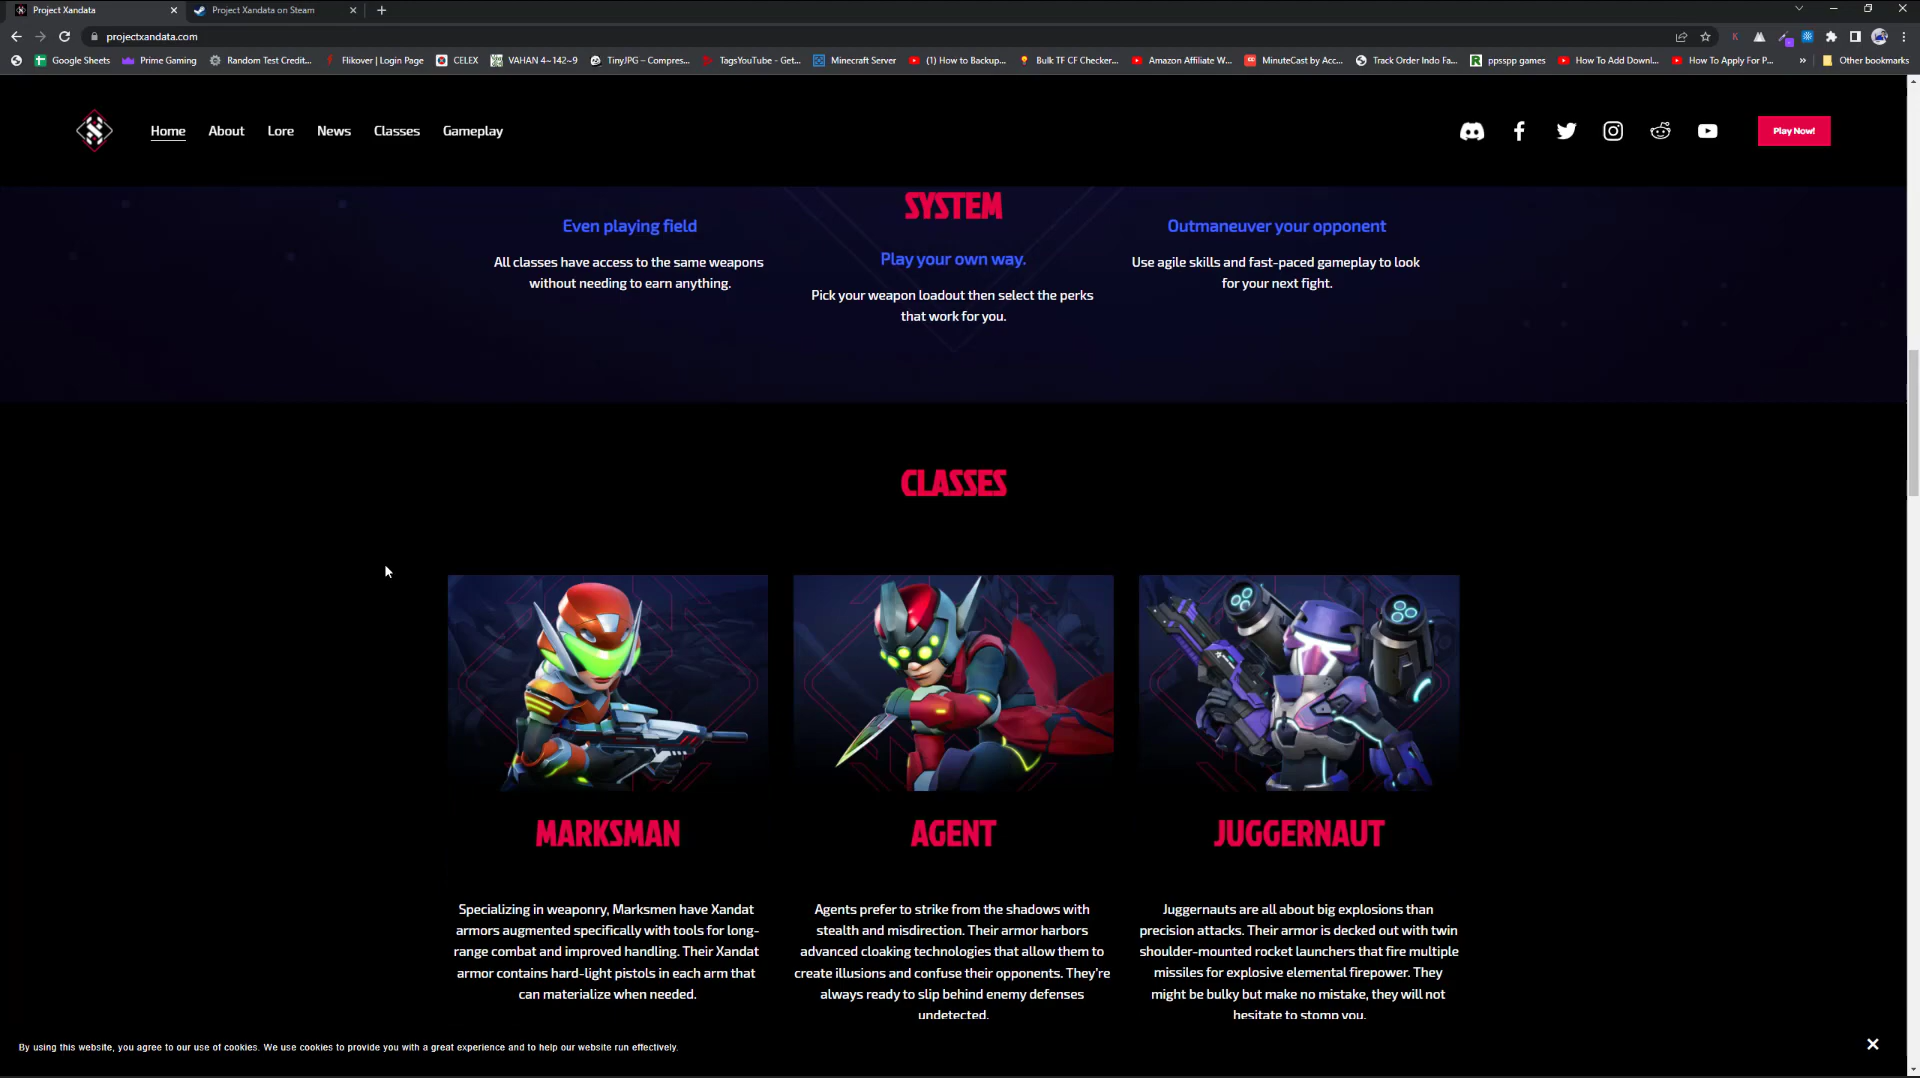 Project Xandata
Project Xandata on Steam
projectxandata.com
Google Sheets
Prime Gaming
Random Test Credit...
Flikover | Login Page
CELEX
VAHAN 4~142~9
TinyJPG – Compres...
TagsYouTube - Get...
Minecraft Server
(1) How to Backup...
Bulk TF CF Checker...
Amazon Affiliate W...
MinuteCast by Acc...
Track Order Indo Fa...
ppsspp games
How To Add Downl...
How To Apply For P...
Other bookmarks
Home
About
Lore
News
Classes
Gameplay
Play Now!
SYSTEM
Even playing field
All classes have access to the same weapons
without needing to earn anything.
Play your own way.
Pick your weapon loadout then select the perks
that work for you.
Outmaneuver your opponent
Use agile skills and fast-paced gameplay to look
for your next fight.
CLASSES
MARKSMAN
Specializing in weaponry, Marksmen have Xandat
armors augmented specifically with tools for long-
range combat and improved handling. Their Xandat
armor contains hard-light pistols in each arm that
can materialize when needed.
AGENT
Agents prefer to strike from the shadows with
stealth and misdirection. Their armor harbors
advanced cloaking technologies that allow them to
create illusions and confuse their opponents. They're
always ready to slip behind enemy defenses
undetected.
JUGGERNAUT
Juggernauts are all about big explosions than
precision attacks. Their armor is decked out with twin
shoulder-mounted rocket launchers that fire multiple
missiles for explosive elemental firepower. They
might be bulky but make no mistake, they will not
hesitate to stomp you.
By using this website, you agree to our use of cookies. We use cookies to provide you with a great experience and to help our website run effectively.